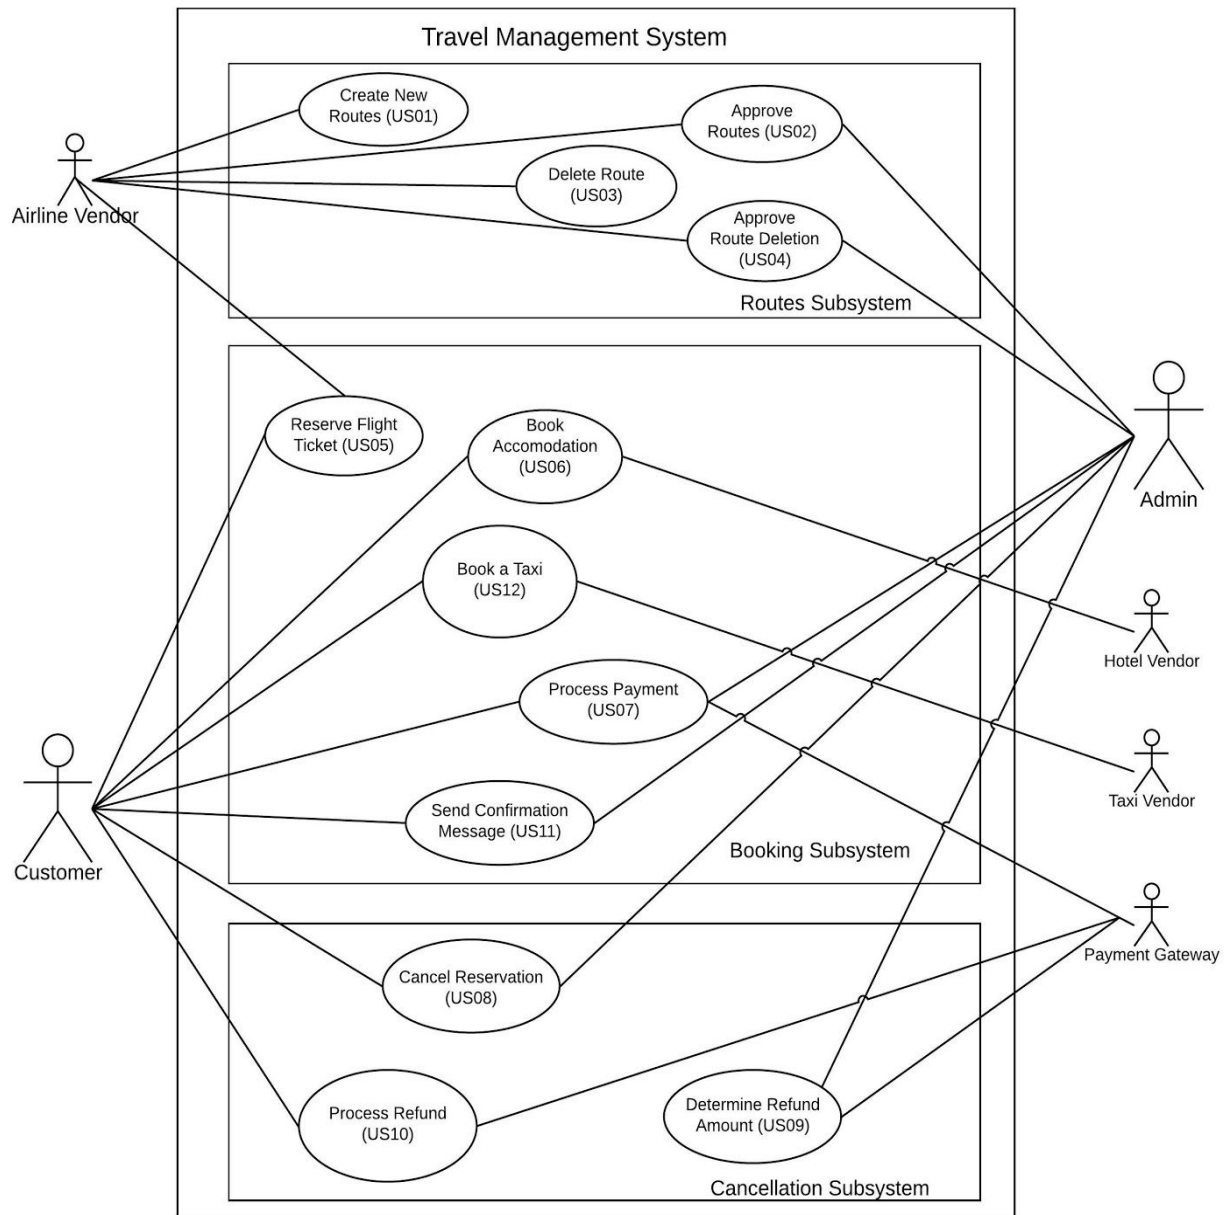 Travel Management System
Create New
Routes (US01)
Approve
Routes (US02)
Delete Route
(US03)
Approve
Route Deletion
(US04)
Routes Subsystem
Airline Vendor
Reserve Flight
Ticket (US05)
Book
Accomodation
(US06)
Book a Taxi
(US12)
Process Payment
(US07)
Send Confirmation
Message (US11)
Booking Subsystem
Admin
Hotel Vendor
Taxi Vendor
Customer
Payment Gateway
Cancel Reservation
(US08)
Process Refund
(US10)
Determine Refund
Amount (US09)
Cancellation Subsystem